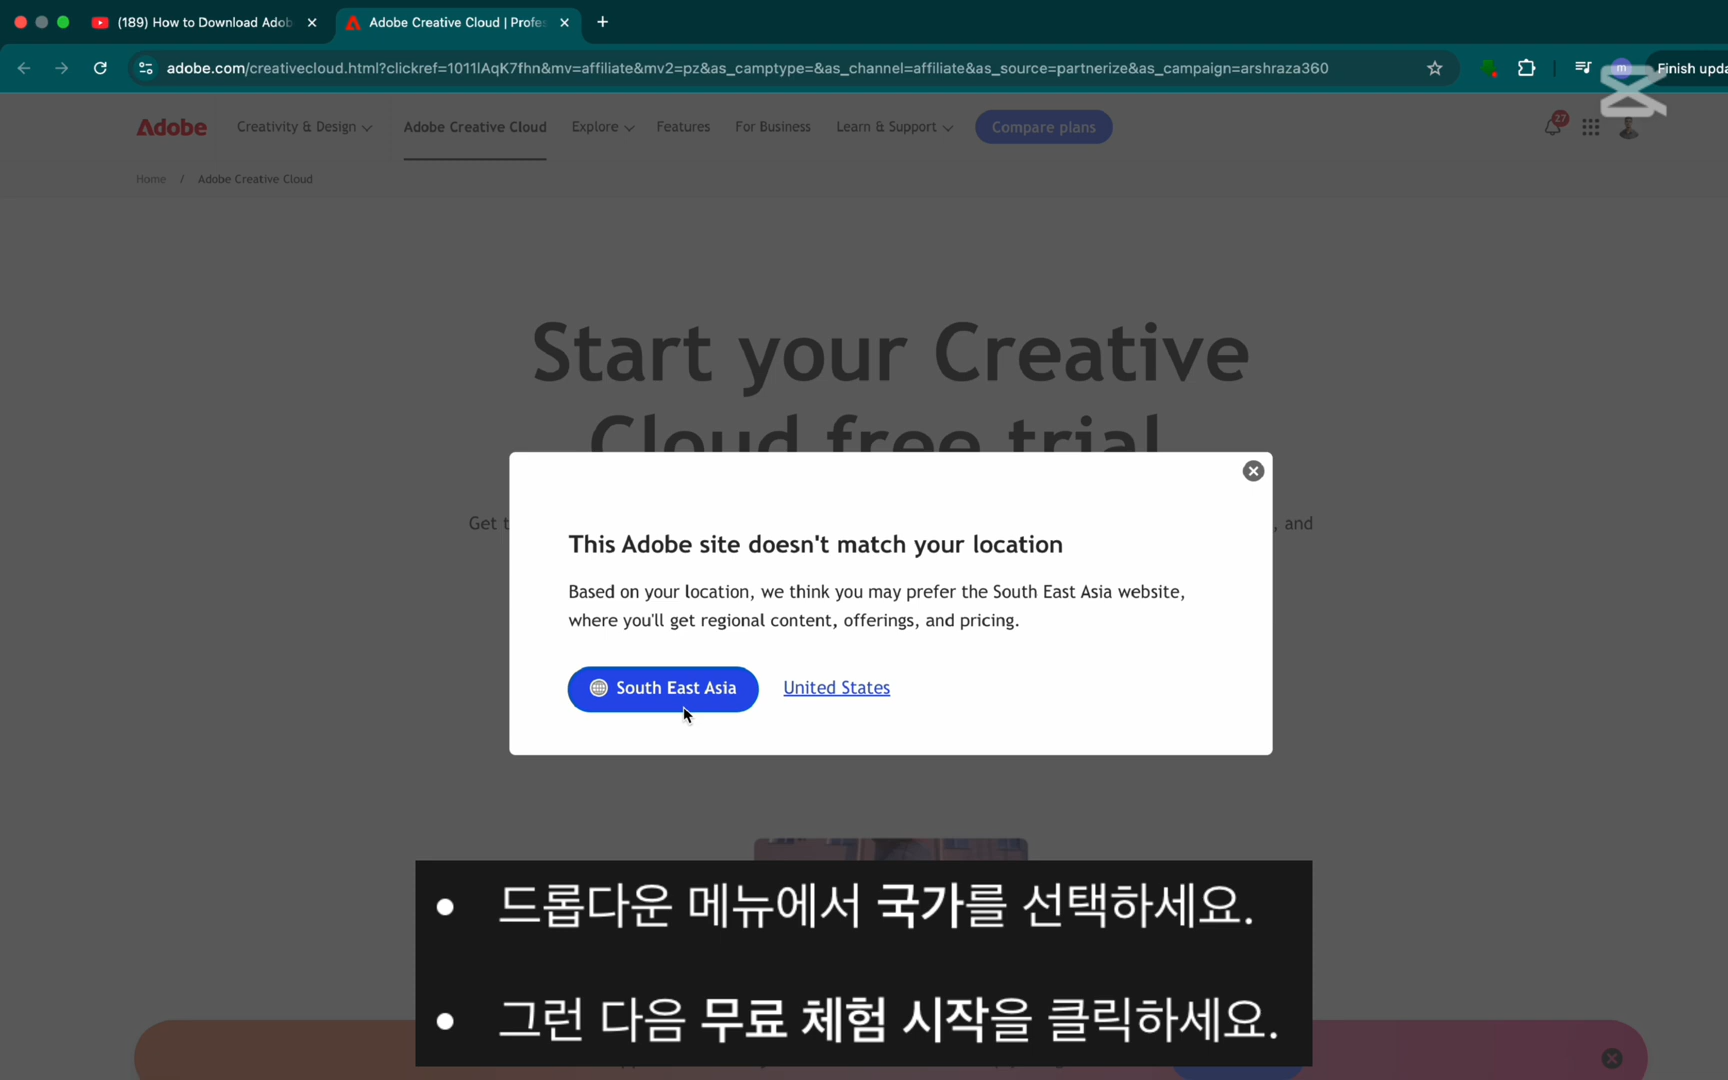 (189) How to Download Adob
Adobe Creative Cloud | Profes
adobe.com/creativecloud.html?clickref=1011lAqK7fhn&mv=affiliate&mv2=pz&as_camptype=&as_channel=affiliate&as_source=partnerize&as_campaign=arshraza360
m
Finish upda
Adobe
Creativity & Design
Adobe Creative Cloud
Explore
Features
For Business
Learn & Support
Compare plans
27
Home / Adobe Creative Cloud
Start your Creative
Cloud free trial
Get t
, and
This Adobe site doesn't match your location
Based on your location, we think you may prefer the South East Asia website,
where you'll get regional content, offerings, and pricing.
South East Asia
United States
• 드롭다운 메뉴에서 국가를 선택하세요.
• 그런 다음 무료 체험 시작을 클릭하세요.